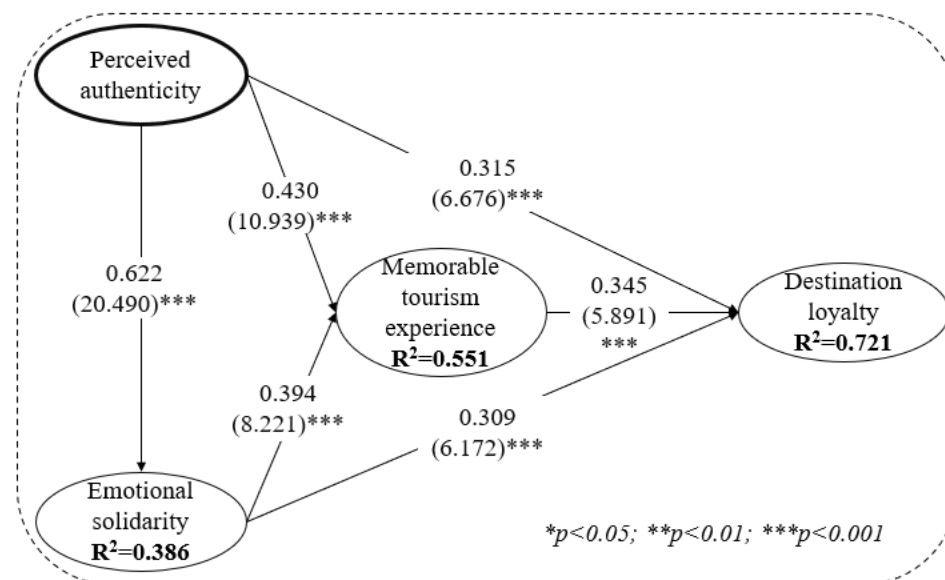 Perceived
authenticity
0.315
(6.676)***
0.430
(10.939)***
0.622
(20.490)***
Memorable
tourism
experience
R²=0.551
0.345
(5.891)
***
Destination
loyalty
R²=0.721
0.394
(8.221)***
0.309
(6.172)***
Emotional
solidarity
R²=0.386
*p<0.05; **p<0.01; ***p<0.001